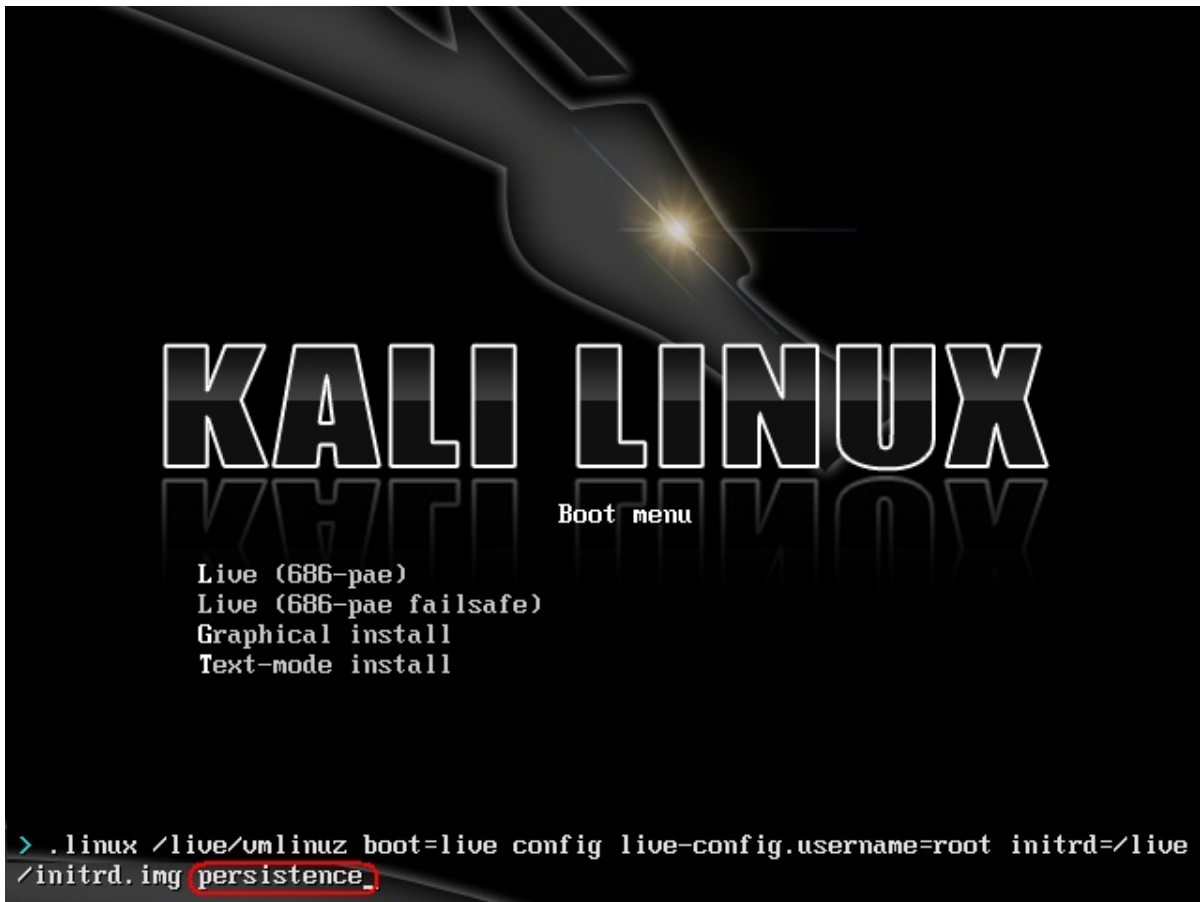 KALI LINUX
Boot menu
Live (686-pae)
Live (686-pae failsafe)
Graphical install
Text-mode install
> .linux /live/vmlinuz boot=live config live-config.username=root initrd=/live
/initrd.img persistence_